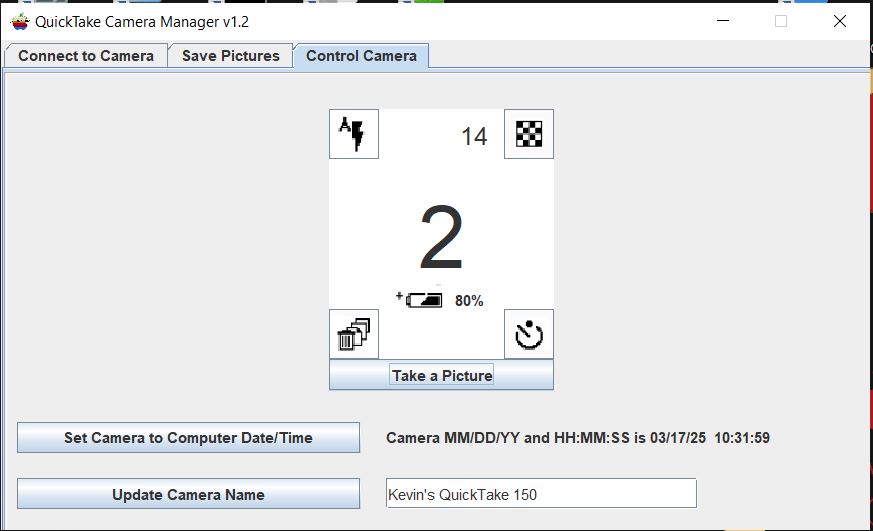 QuickTake Camera Manager v1.2
Connect to Camera Save Pictures Control Camera
A 14
2
80%
Take a Picture
Set Camera to Computer Date/Time Camera MM/DD/YY and HH:MM:SS is 03/17/25 10:31:59
Update Camera Name Kevin's QuickTake 150